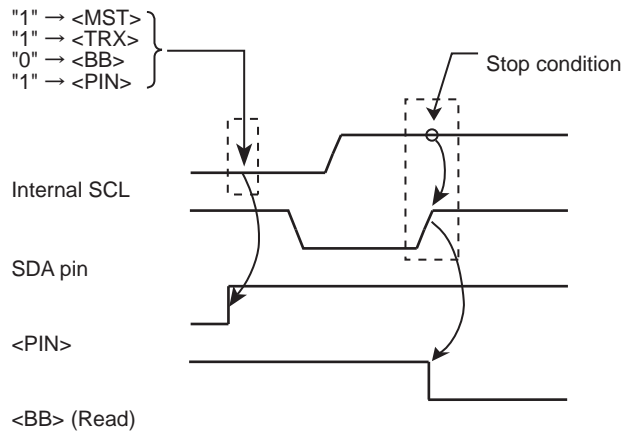 "1" → <MST>
"1" → <TRX>
"0" → <BB>
"1" → <PIN>
Stop condition
Internal SCL
SDA pin
<PIN>
<BB> (Read)